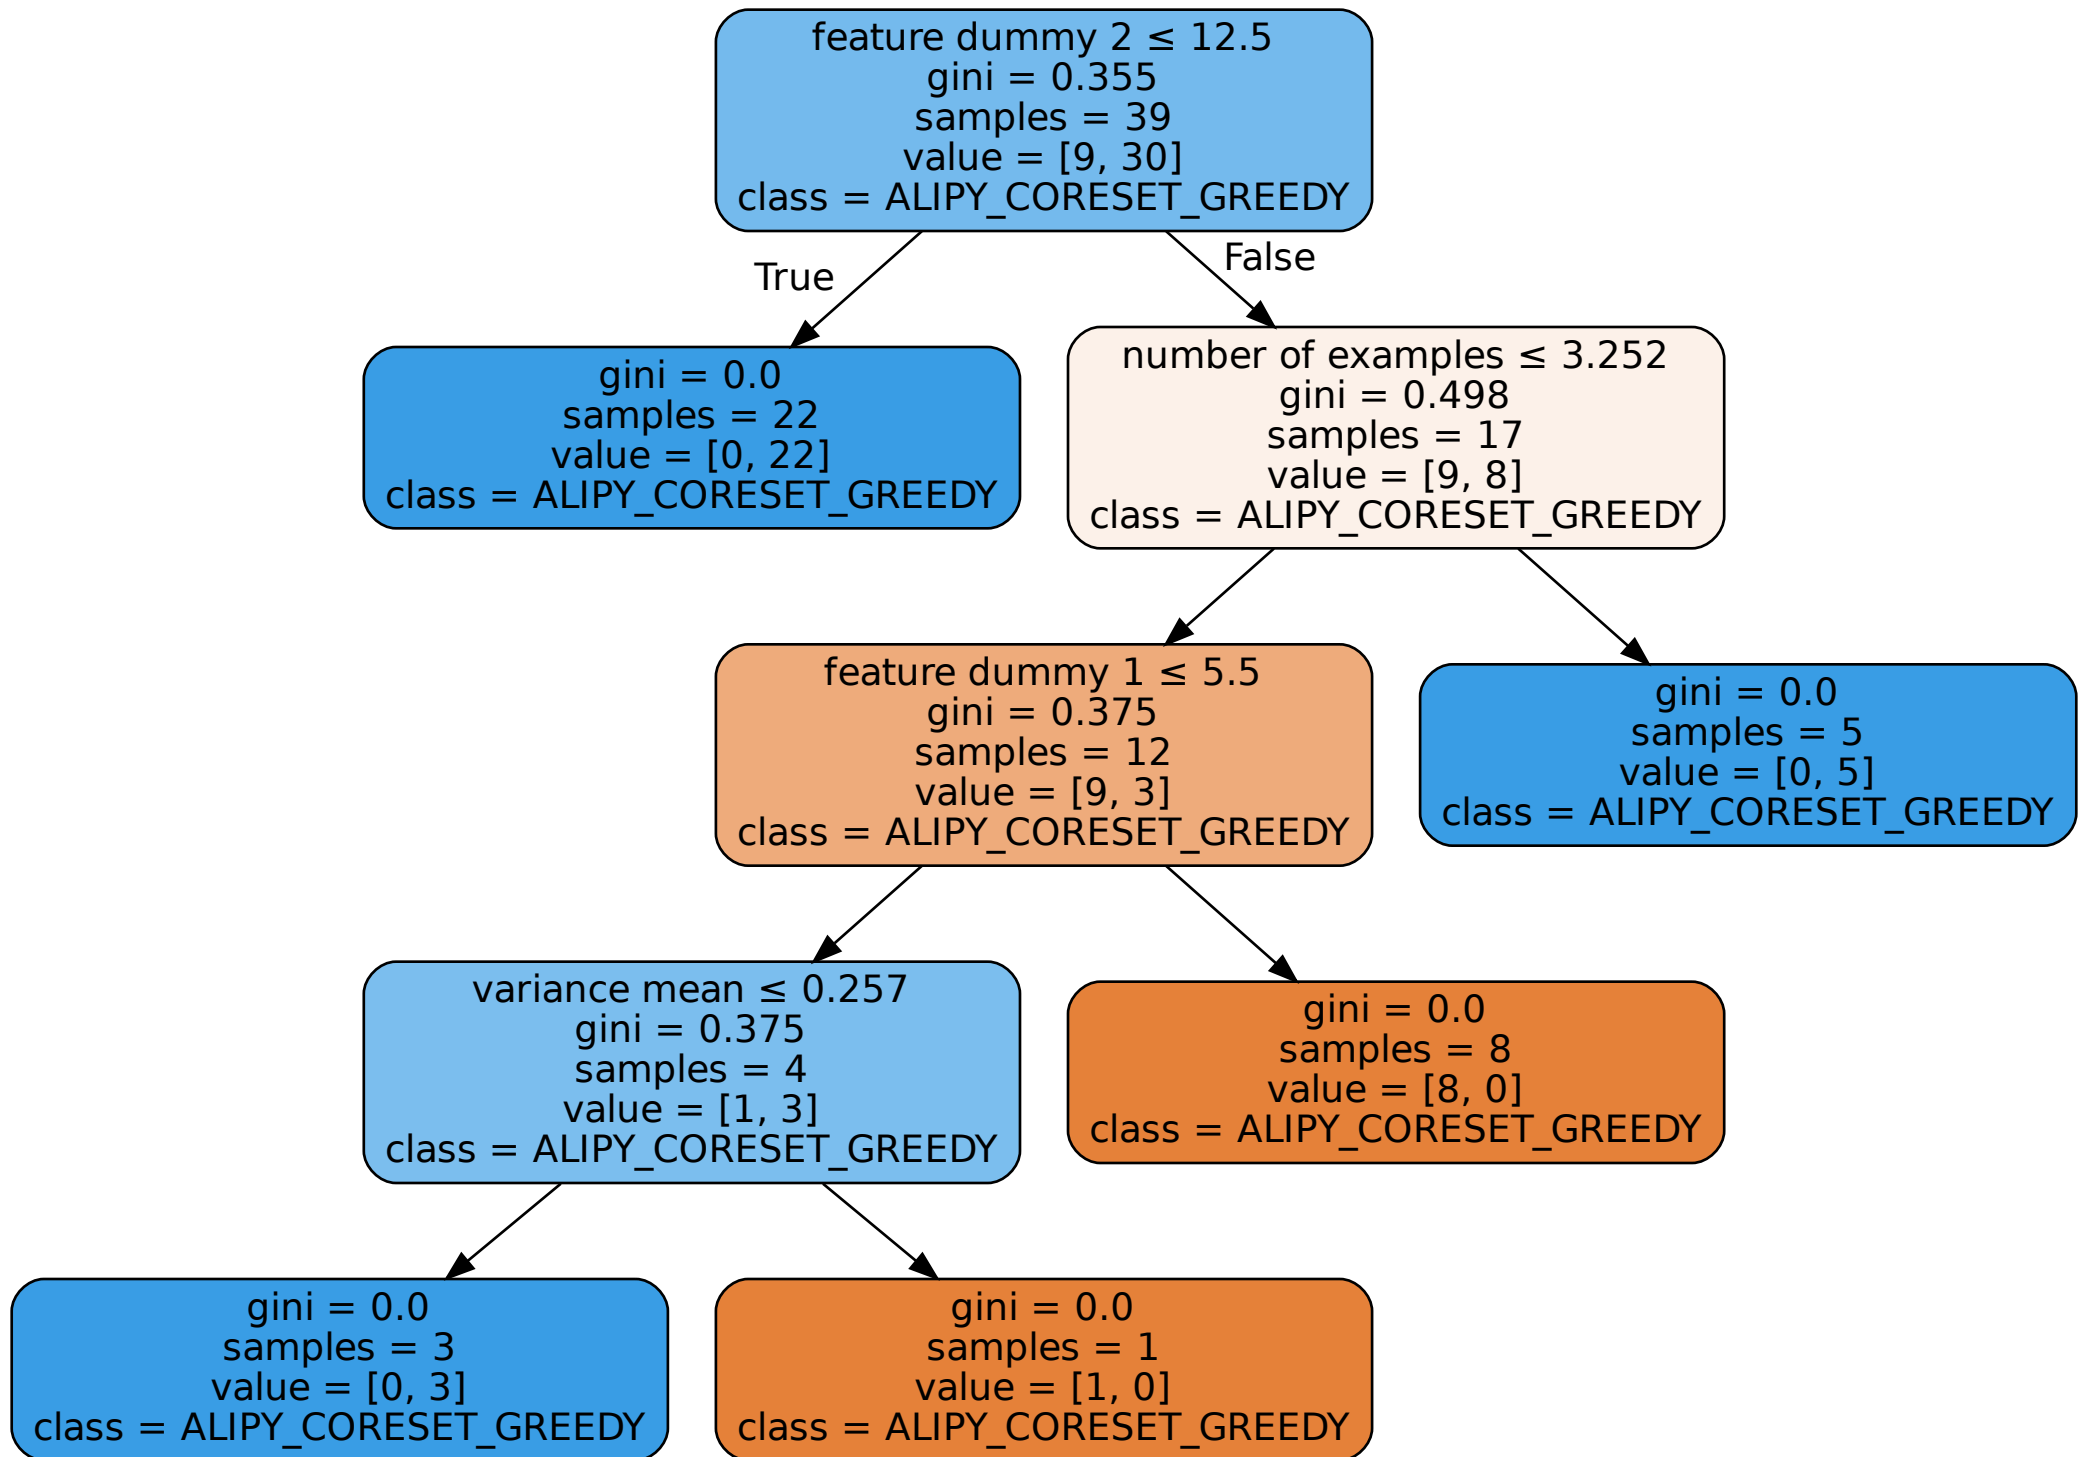 feature dummy 2 ≤ 12.5
gini = 0.355
samples = 39
value = [9, 30]
class = ALIPY_CORESET_GREEDY
True
False
gini = 0.0
samples = 22
value = [0, 22]
class = ALIPY_CORESET_GREEDY
number of examples ≤ 3.252
gini = 0.498
samples = 17
value = [9, 8]
class = ALIPY_CORESET_GREEDY
feature dummy 1 ≤ 5.5
gini = 0.375
samples = 12
value = [9, 3]
class = ALIPY_CORESET_GREEDY
gini = 0.0
samples = 5
value = [0, 5]
class = ALIPY_CORESET_GREEDY
variance mean ≤ 0.257
gini = 0.375
samples = 4
value = [1, 3]
class = ALIPY_CORESET_GREEDY
gini = 0.0
samples = 8
value = [8, 0]
class = ALIPY_CORESET_GREEDY
gini = 0.0
samples = 3
value = [0, 3]
class = ALIPY_CORESET_GREEDY
gini = 0.0
samples = 1
value = [1, 0]
class = ALIPY_CORESET_GREEDY